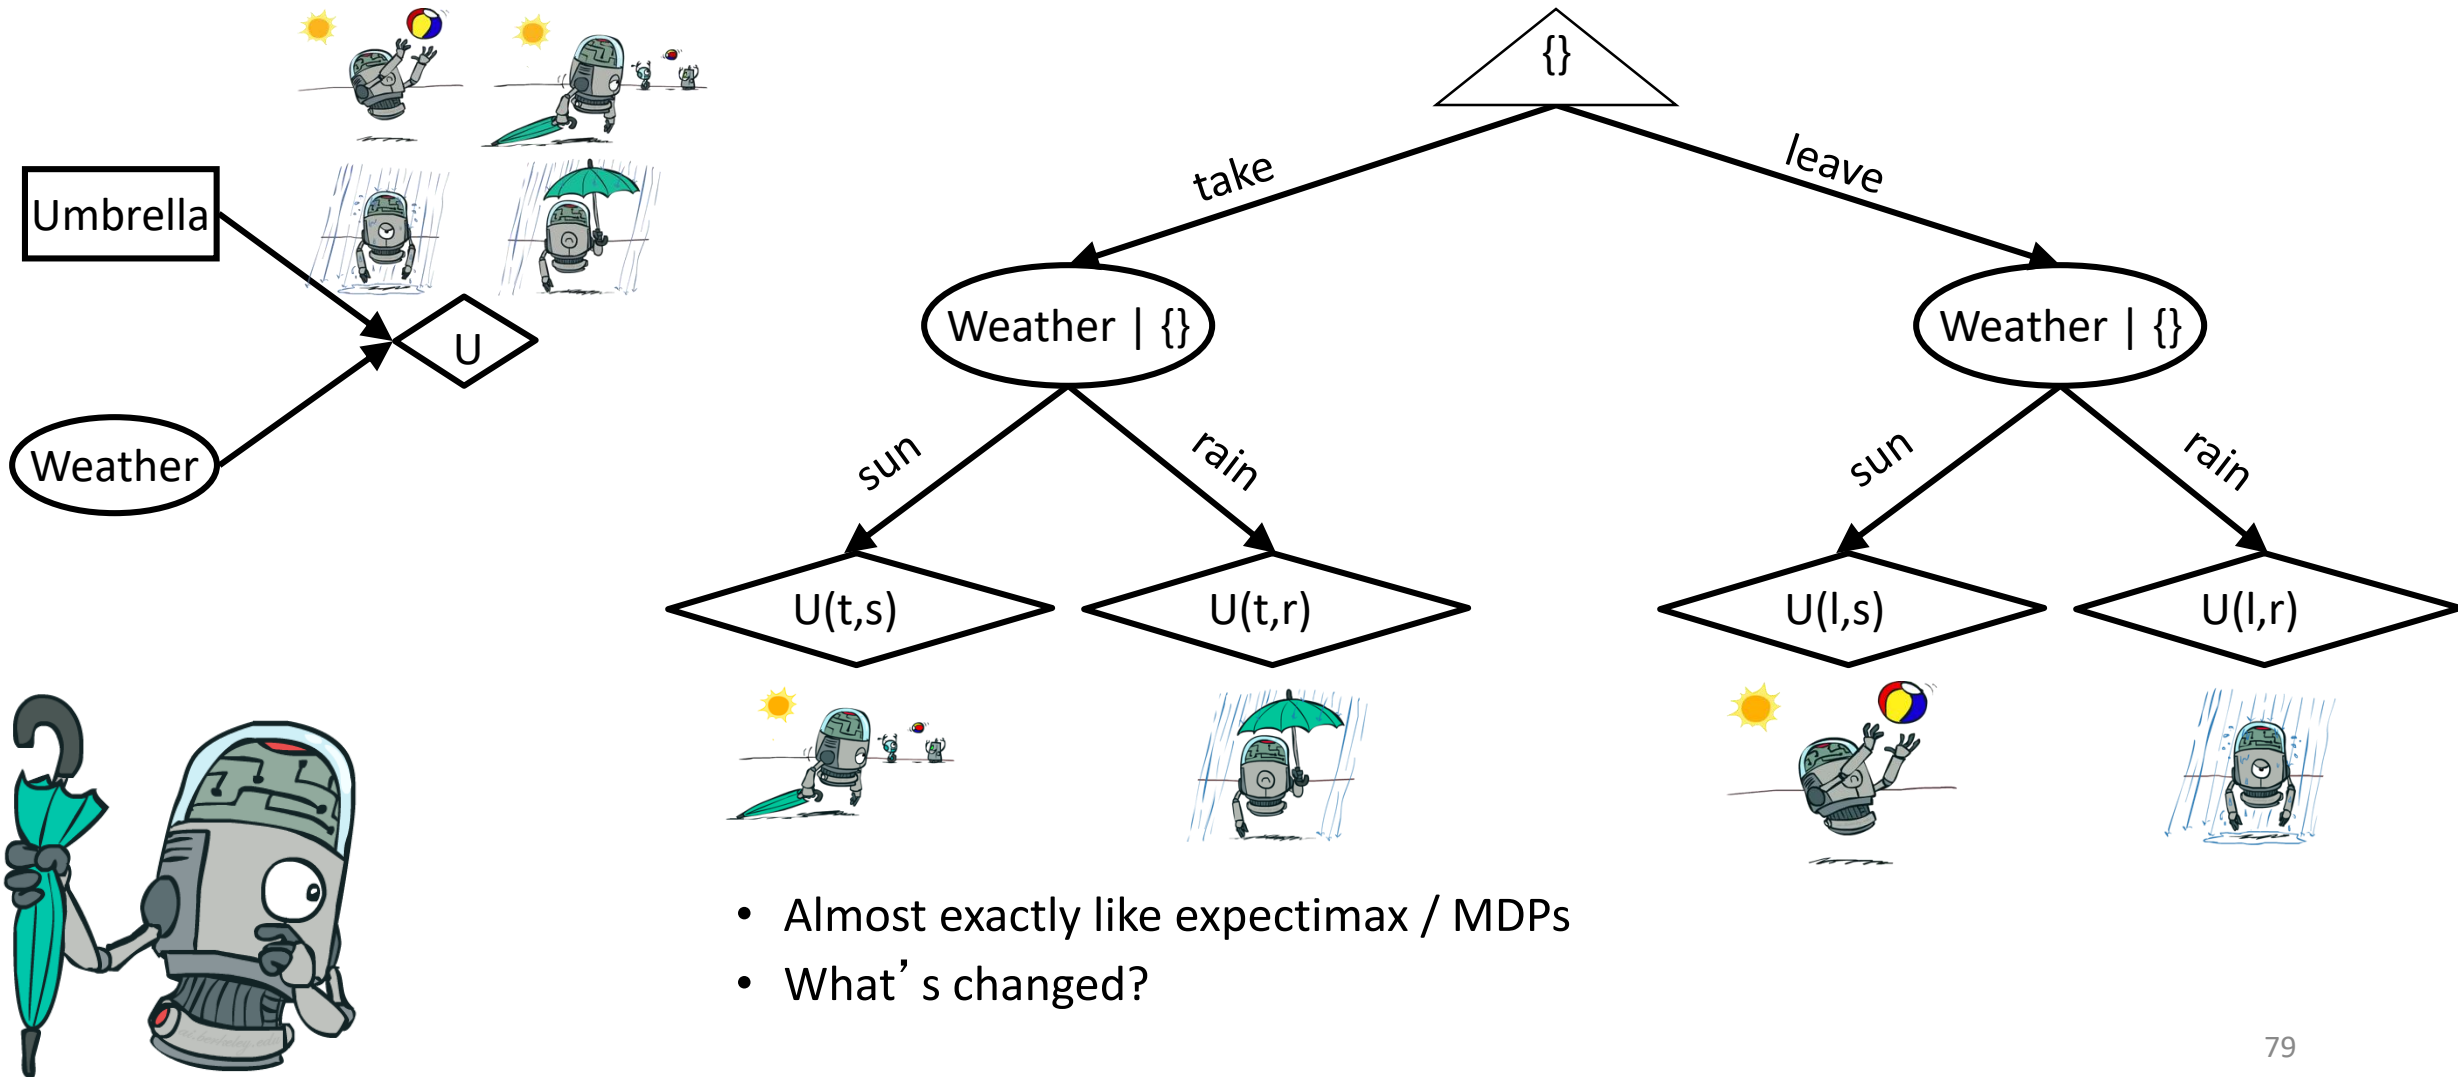 {}
take
leave
Umbrella
U
Weather
Weather | {}
Weather | {}
sun
rain
sun
rain
U(t,s)
U(t,r)
U(l,s)
U(l,r)
• Almost exactly like expectimax / MDPs
• What’s changed?
79